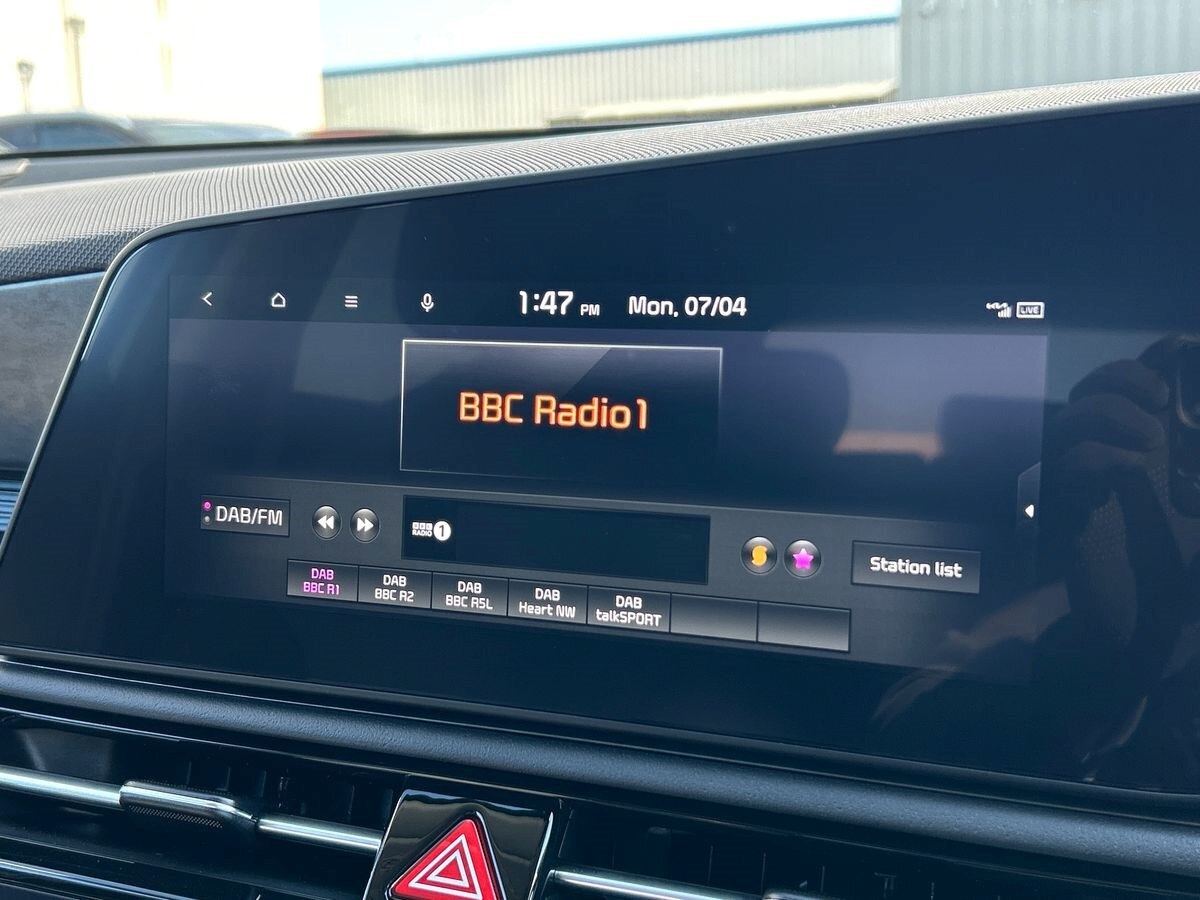 1:47 PM Mon, 07/04
LIVE
BBC Radio1
DAB/FM
BBC
RADIO 1
Station list
DAB
BBC R1
DAB
BBC R2
DAB
BBC R5L
DAB
Heart NW
DAB
talkSPORT